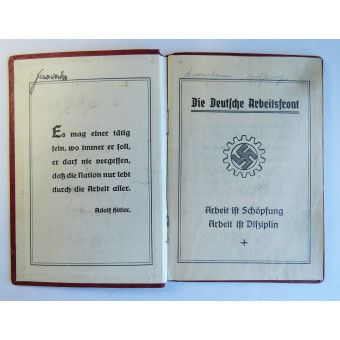 Es mag einer tätig
sein, wo immer er soll,
er darf nie vergessen,
daß die Nation nur lebt
durch die Arbeit aller.
Adolf Hitler.
Die Deutsche Arbeitsfront
Arbeit ist Schöpfung
Arbeit ist Disziplin